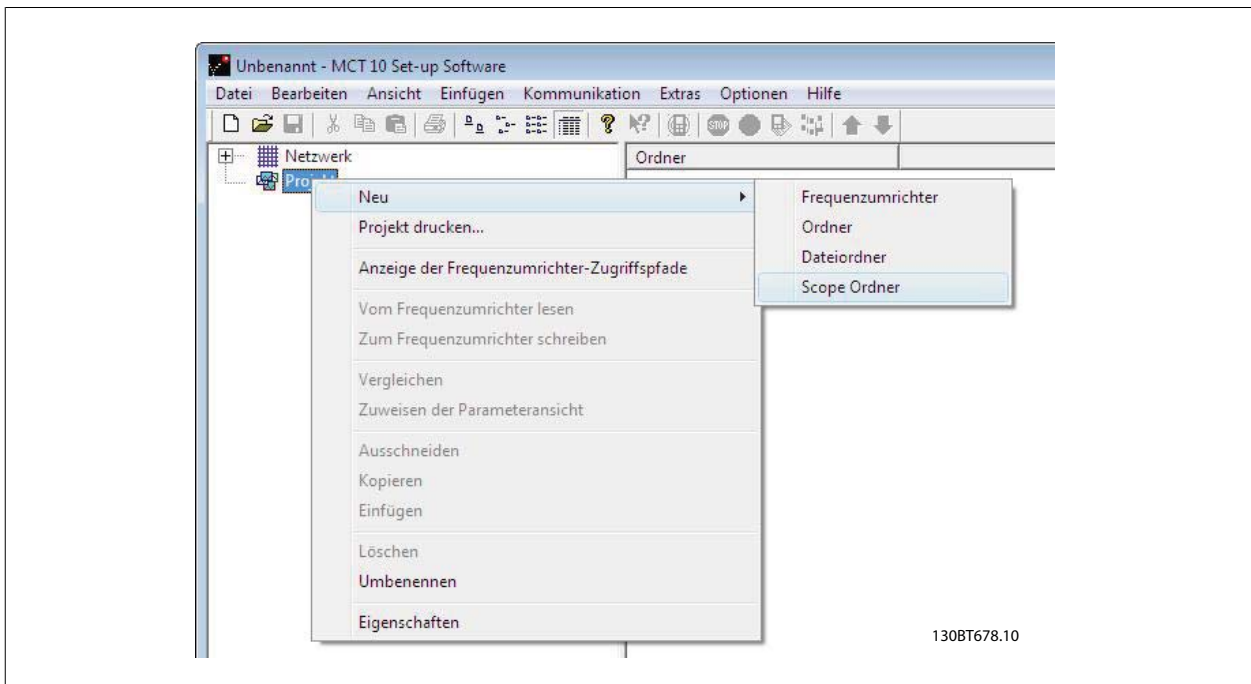 Unbenannt - MCT 10 Set-up Software
Datei Bearbeiten Ansicht Einfügen Kommunikation Extras Optionen Hilfe
STOP
Netzwerk
Ordner
Neu
Frequenzumrichter
Projekt drucken...
Ordner
Dateiordner
Anzeige der Frequenzumrichter-Zugriffspfade
Scope Ordner
Vom Frequenzumrichter lesen
Zum Frequenzumrichter schreiben
Vergleichen
Zuweisen der Parameteransicht
Ausschneiden
Kopieren
Einfügen
Löschen
Umbenennen
Eigenschaften
130BT678.10